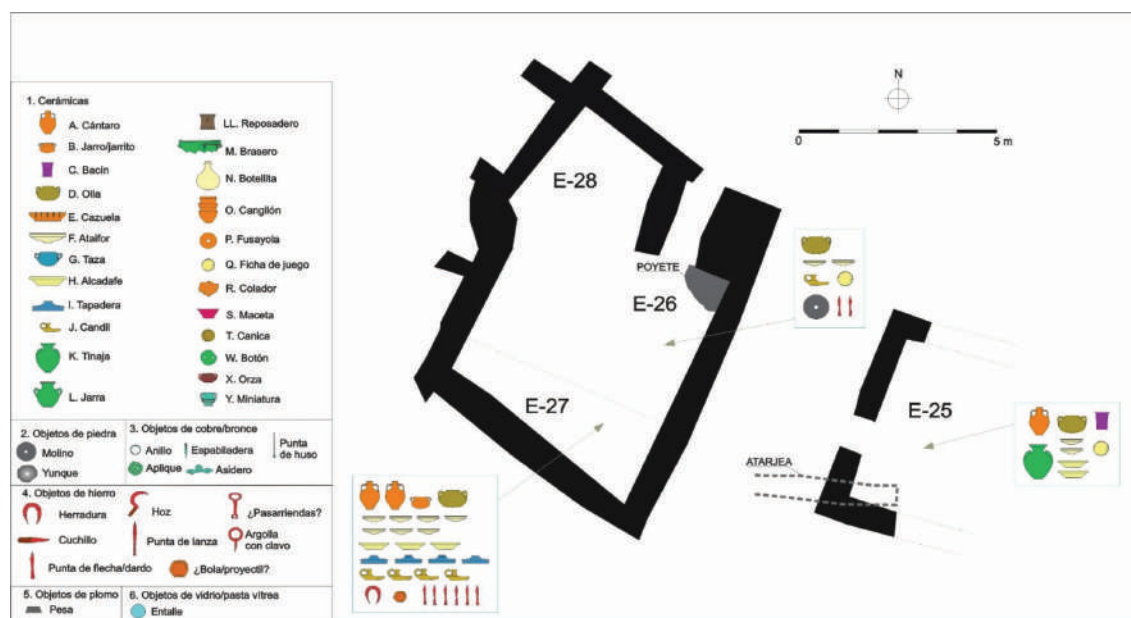 1. Cerámicas
A. Cántaro
B. Jarro/jarrito
C. Bacín
D. Olla
E. Cazuela
F. Ataifor
G. Taza
H. Alcadafe
I. Tapadera
J. Candil
K. Tinaja
L. Jarra
LL. Reposadero
M. Brasero
N. Botellita
O. Cangilón
P. Fusayola
Q. Ficha de juego
R. Colador
S. Maceta
T. Canica
W. Botón
X. Orza
Y. Miniatura
2. Objetos de piedra
Molino
Yunque
3. Objetos de cobre/bronce
Anillo
Espabiladera
Punta
de huso
Aplique
Asidero
4. Objetos de hierro
Herradura
Hoz
¿Pasarriendas?
Cuchillo
Punta de lanza
Argolla
con clavo
Punta de flecha/dardo
¿Bola/proyectil?
5. Objetos de plomo
Pesa
6. Objetos de vidrio/pasta vítrea
Entalle
N
0
5 m
E-28
POYETE
E-26
E-27
E-25
ATARJEA